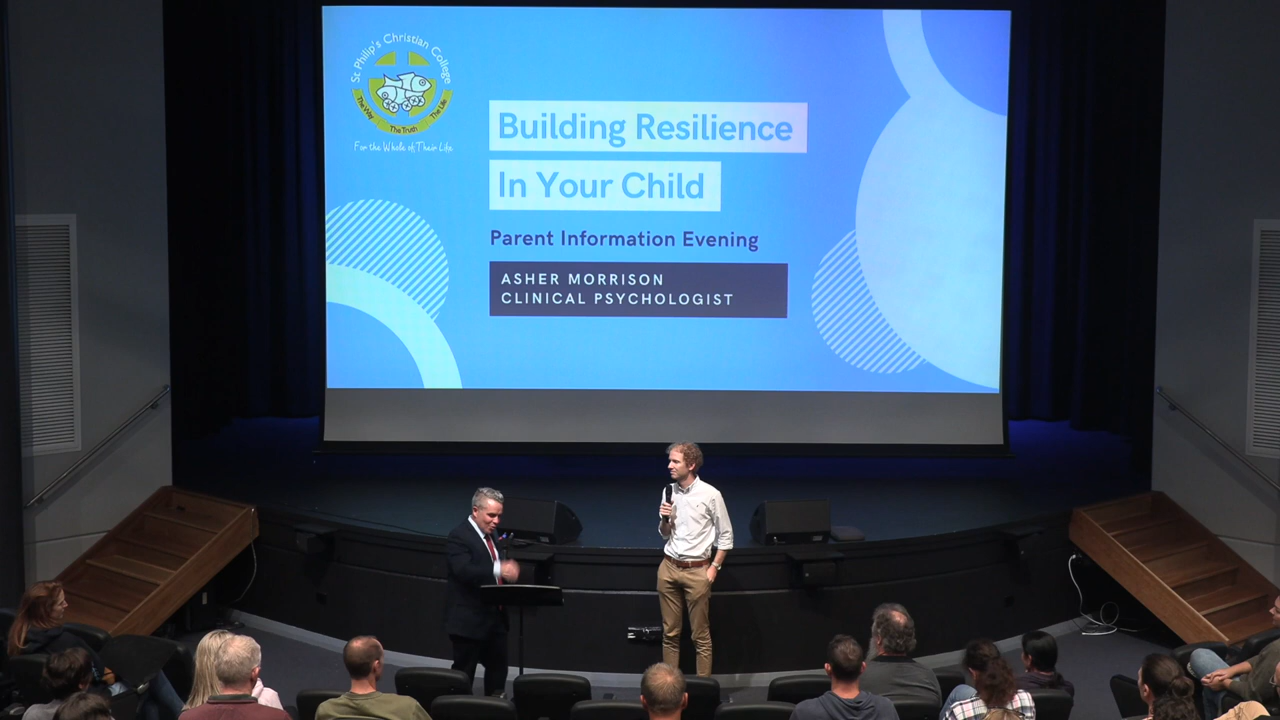 St Philip's Christian College
The Way
The Truth
The Life
For the Whole of Their Life
Building Resilience
In Your Child
Parent Information Evening
ASHER MORRISON
CLINICAL PSYCHOLOGIST